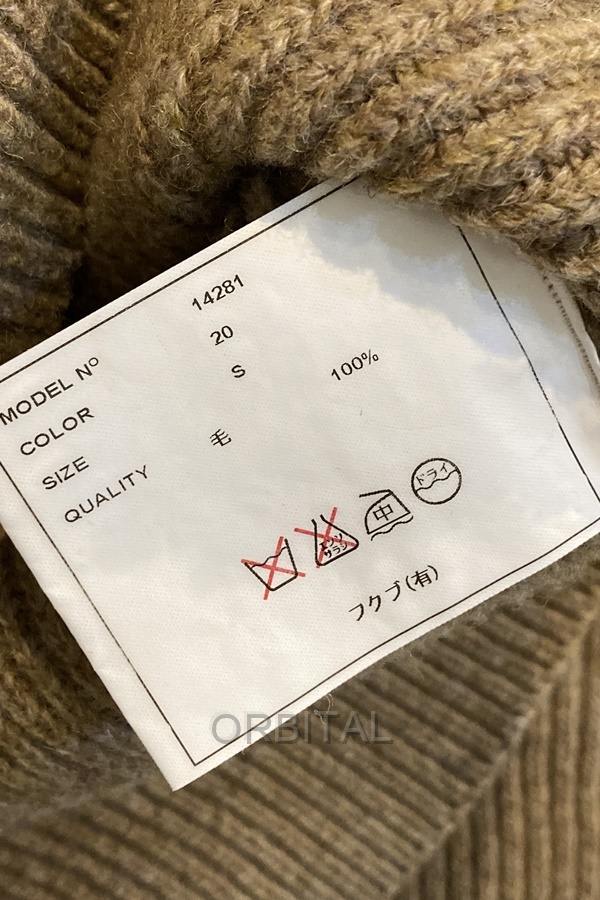 MODEL Nº 14281
COLOR 20
SIZE S
QUALITY 毛 100%
エンソ
サラシ
中
ドライ
フクブ(有)
ORBITAL